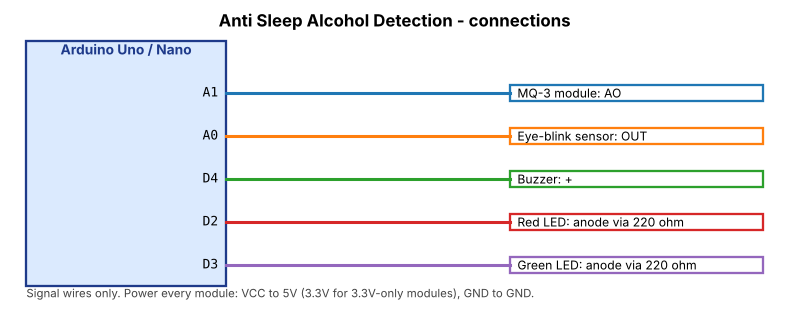 Anti Sleep Alcohol Detection - connections
Arduino Uno / Nano
A1
MQ-3 module: AO
A0
Eye-blink sensor: OUT
D4
Buzzer: +
D2
Red LED: anode via 220 ohm
D3
Green LED: anode via 220 ohm
Signal wires only. Power every module: VCC to 5V (3.3V for 3.3V-only modules), GND to GND.